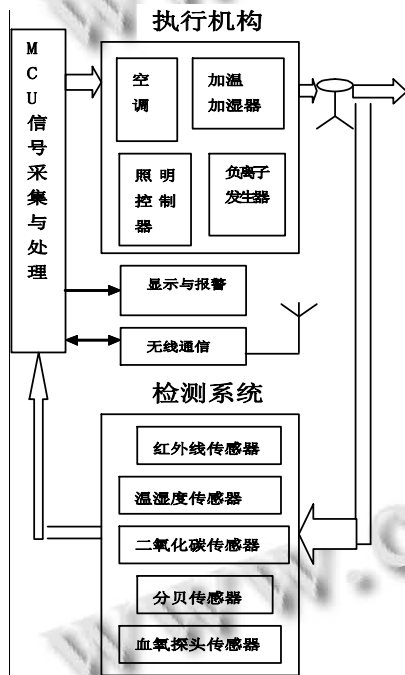 执行机构
MCU信号采集与处理
空
调
加温
加湿器
照 明
控 制
器
负离子
发生器
显示与报警
无线通信
检测系统
红外线传感器
温湿度传感器
二氧化碳传感器
分贝传感器
血氧探头传感器